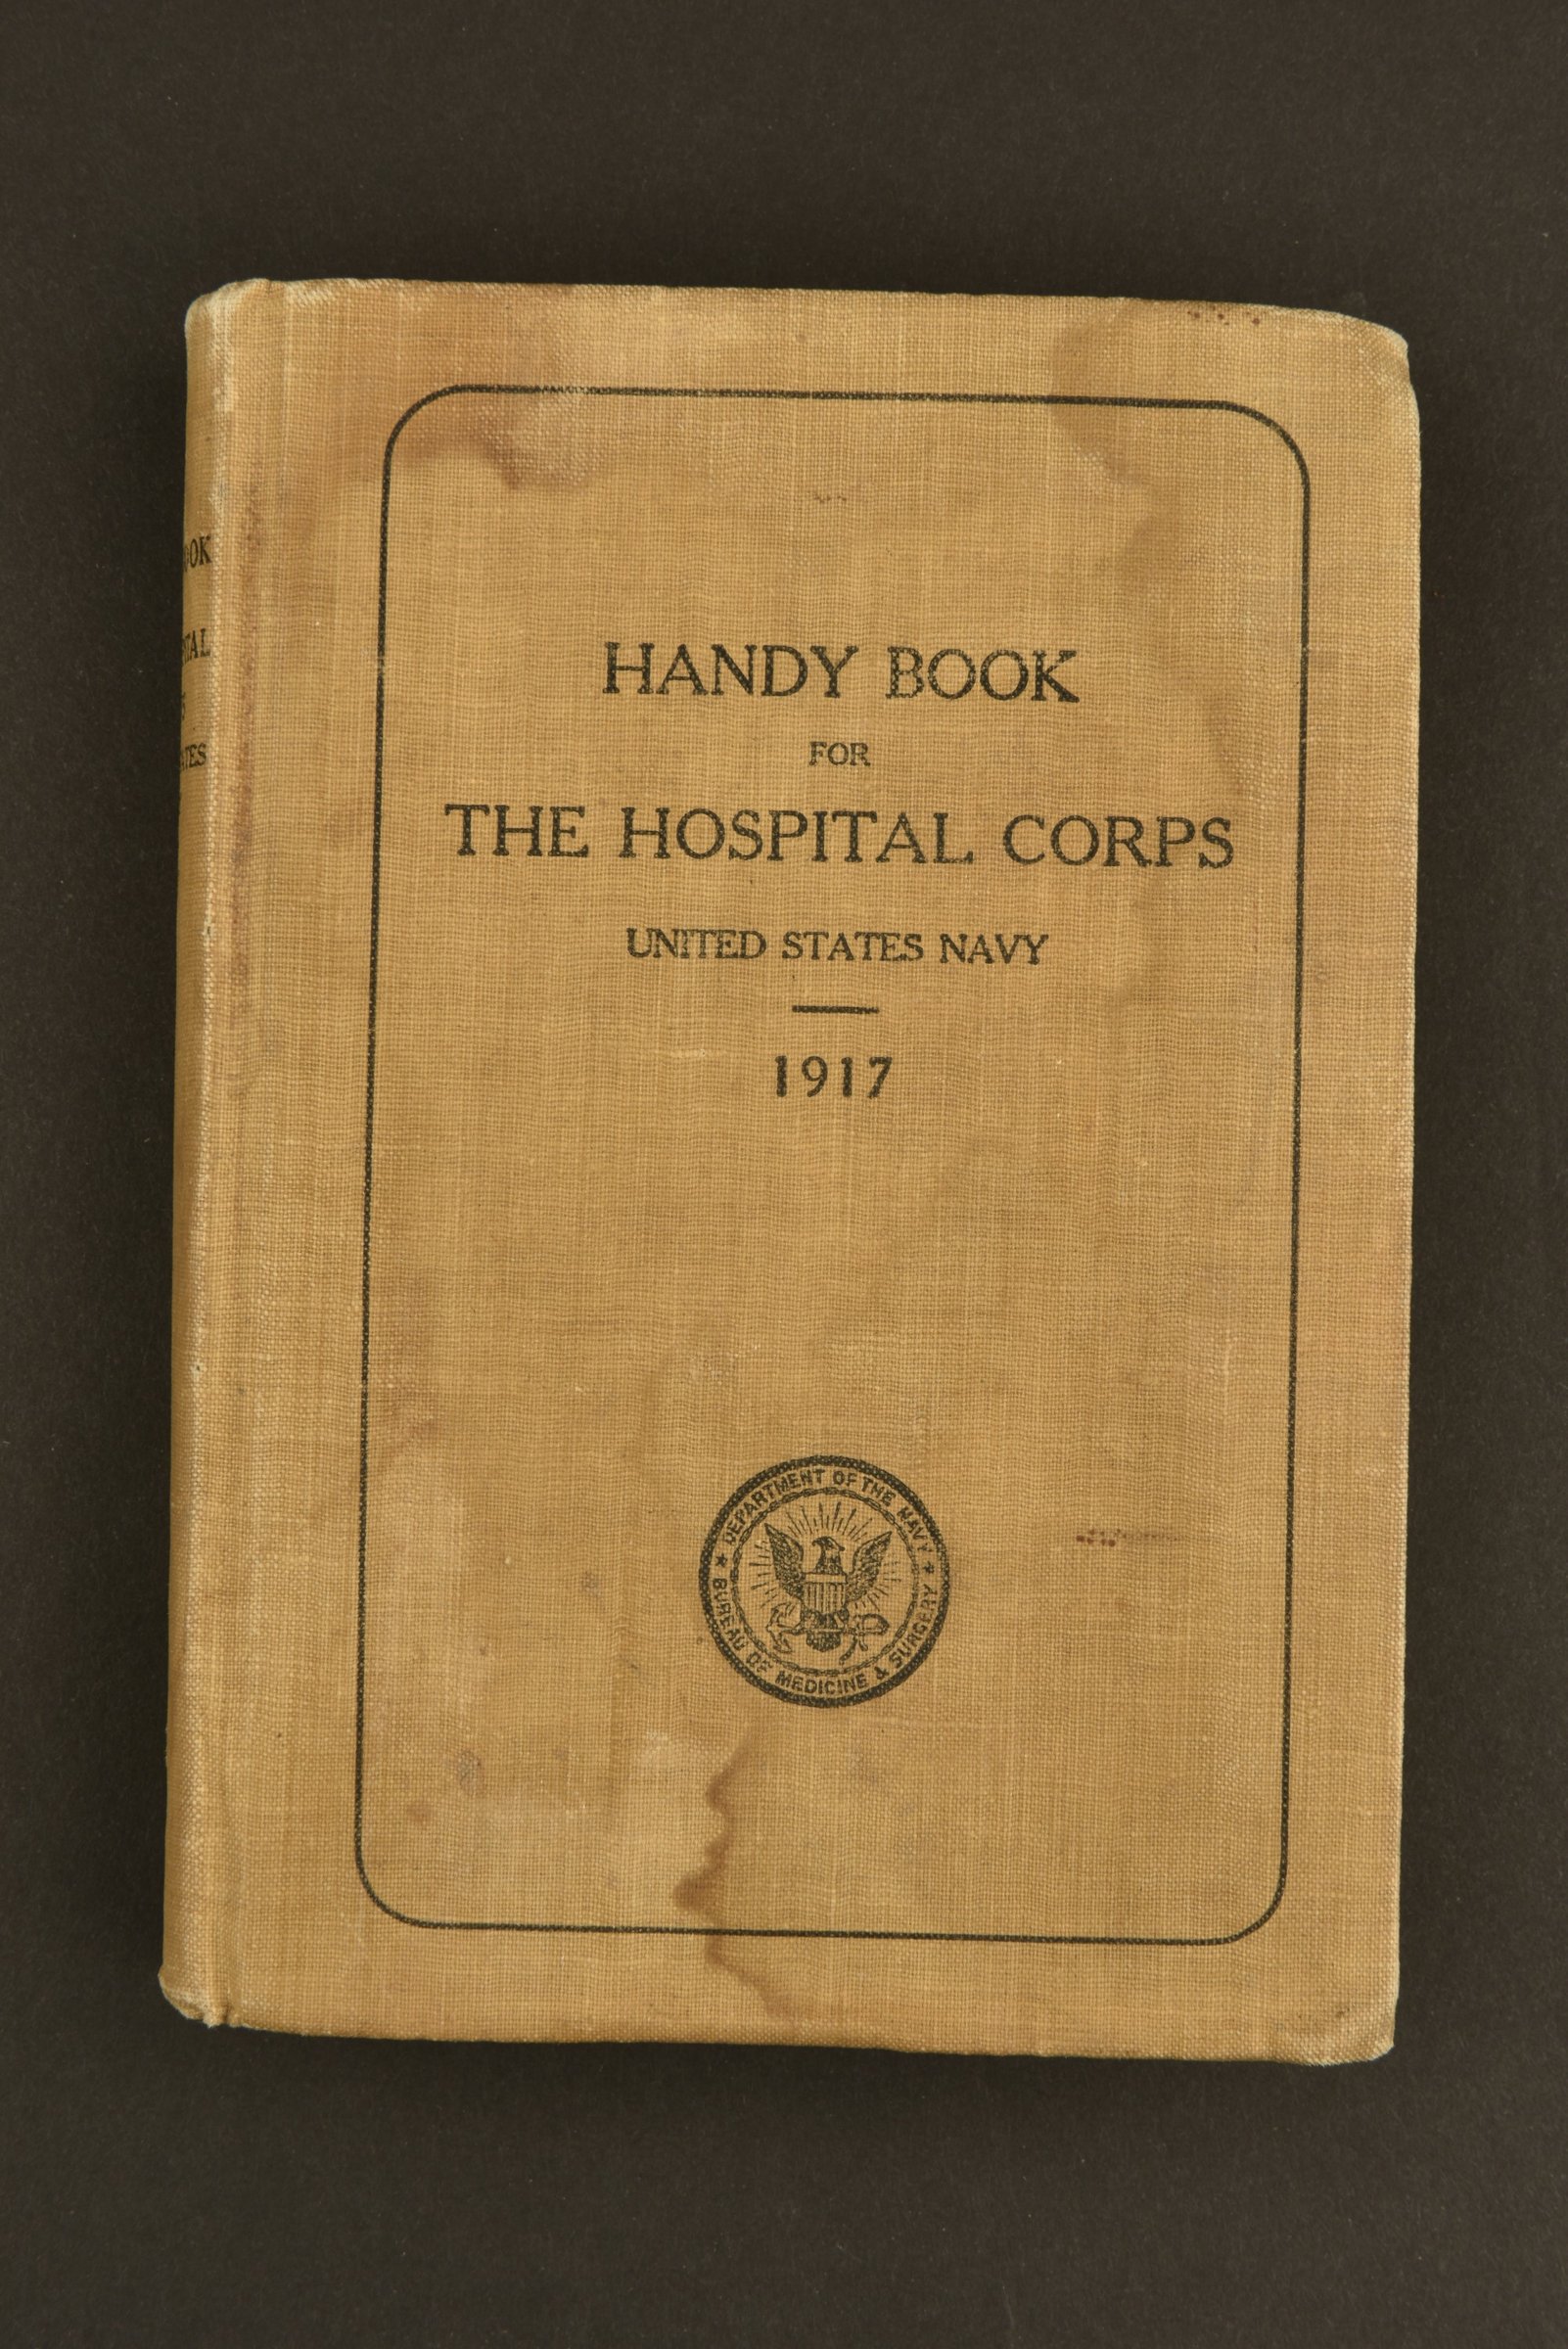 HANDY BOOK
FOR
THE HOSPITAL CORPS
UNITED STATES NAVY
1917
★ DEPARTMENT OF THE NAVY ★
BUREAU OF MEDICINE & SURGERY